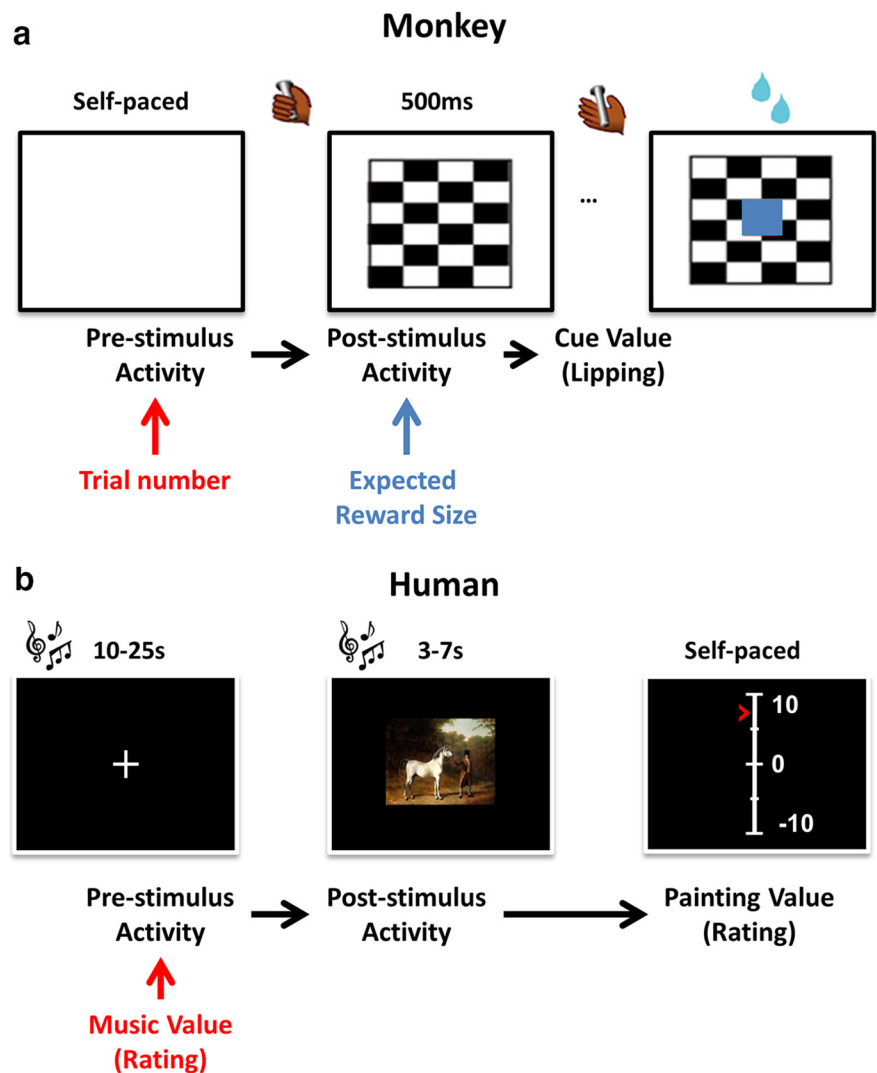 a
Monkey
Self-paced
500ms
...
Pre-stimulus
Activity
Post-stimulus
Activity
Cue Value
(Lipping)
Trial number
Expected
Reward Size
b
Human
10-25s
3-7s
Self-paced
10
0
-10
Pre-stimulus
Activity
Post-stimulus
Activity
Painting Value
(Rating)
Music Value
(Rating)